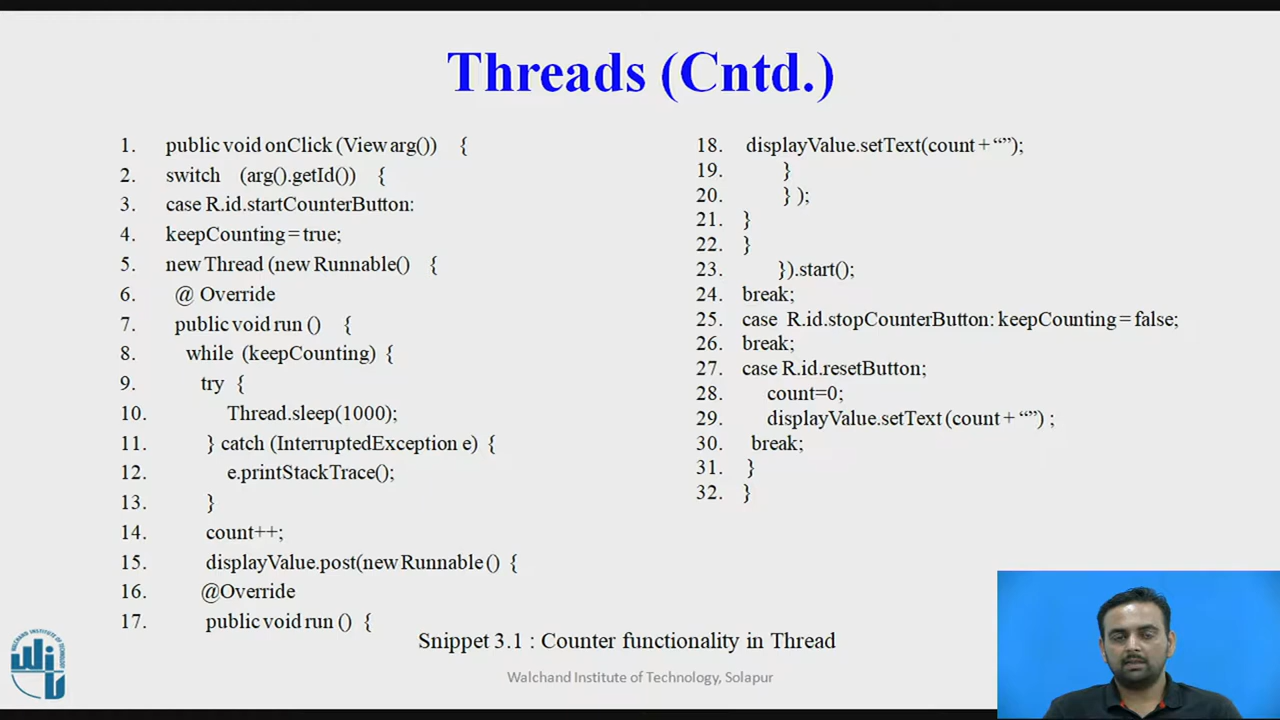 Threads (Cntd.)
1. public void onClick (View arg()) {
2. switch (arg().getId()) {
3. case R.id.startCounterButton:
4. keepCounting = true;
5. new Thread (new Runnable() {
6. @ Override
7. public void run () {
8. while (keepCounting) {
9. try {
10. Thread.sleep(1000);
11. } catch (InterruptedException e) {
12. e.printStackTrace();
13. }
14. count++;
15. displayValue.post(new Runnable () {
16. @Override
17. public void run () {
18. displayValue.setText(count + “”);
19. }
20. } );
21. }
22. }
23. }).start();
24. break;
25. case R.id.stopCounterButton: keepCounting = false;
26. break;
27. case R.id.resetButton;
28. count=0;
29. displayValue.setText (count + “”) ;
30. break;
31. }
32. }
Snippet 3.1 : Counter functionality in Thread
Walchand Institute of Technology, Solapur
WALCHAND INSTITUTE OF TECHNOLOGY
WIT